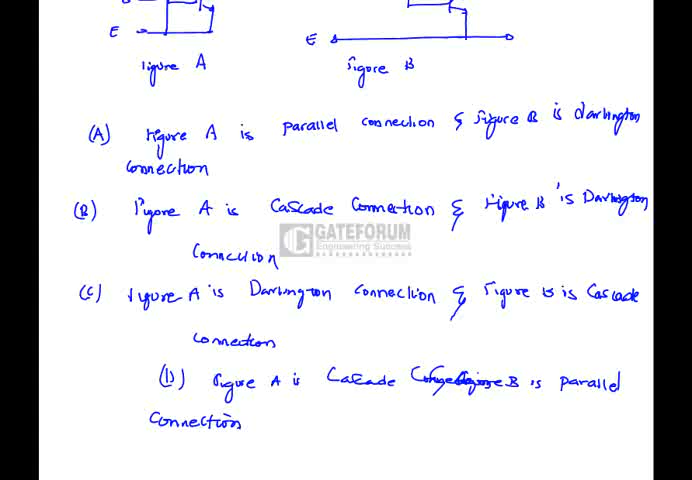 E
E
Figure A
Figure B
(A) Figure A is parallel connection & Figure B is darlington
connection
(B) Figure A is Cascade Connection & Figure B is Darlington
GATEFORUM
Engineering Success
Connection
(C) Figure A is Darlington connection & Figure B is Cascade
Connection
(D) Figure A is Cascade B is parallel
Connection